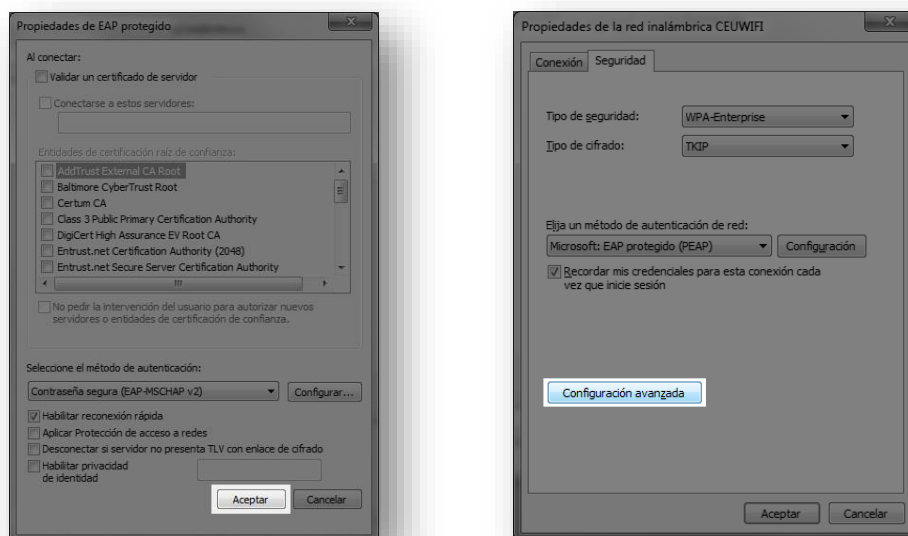 Propiedades de EAP protegido
Al conectar:
Validar un certificado de servidor
Conectarse a estos servidores:
Entidades de certificación raíz de confianza:
AddTrust External CA Root
Baltimore CyberTrust Root
Certum CA
Class 3 Public Primary Certification Authority
DigiCert High Assurance EV Root CA
Entrust.net Certification Authority (2048)
Entrust.net Secure Server Certification Authority
No pedir la intervención del usuario para autorizar nuevos
servidores o entidades de certificación de confianza.
Seleccione el método de autenticación:
Contraseña segura (EAP-MSCHAP v2)
Configurar...
Habilitar reconexión rápida
Aplicar Protección de acceso a redes
Desconectar si servidor no presenta TLV con enlace de cifrado
Habilitar privacidad
de identidad
Aceptar
Cancelar
Propiedades de la red inalámbrica CEUWIFI
Conexión
Seguridad
Tipo de seguridad:
WPA-Enterprise
Tipo de cifrado:
TKIP
Elija un método de autenticación de red:
Microsoft: EAP protegido (PEAP)
Configuración
Recordar mis credenciales para esta conexión cada
vez que inicie sesión
Configuración avanzada
Aceptar
Cancelar